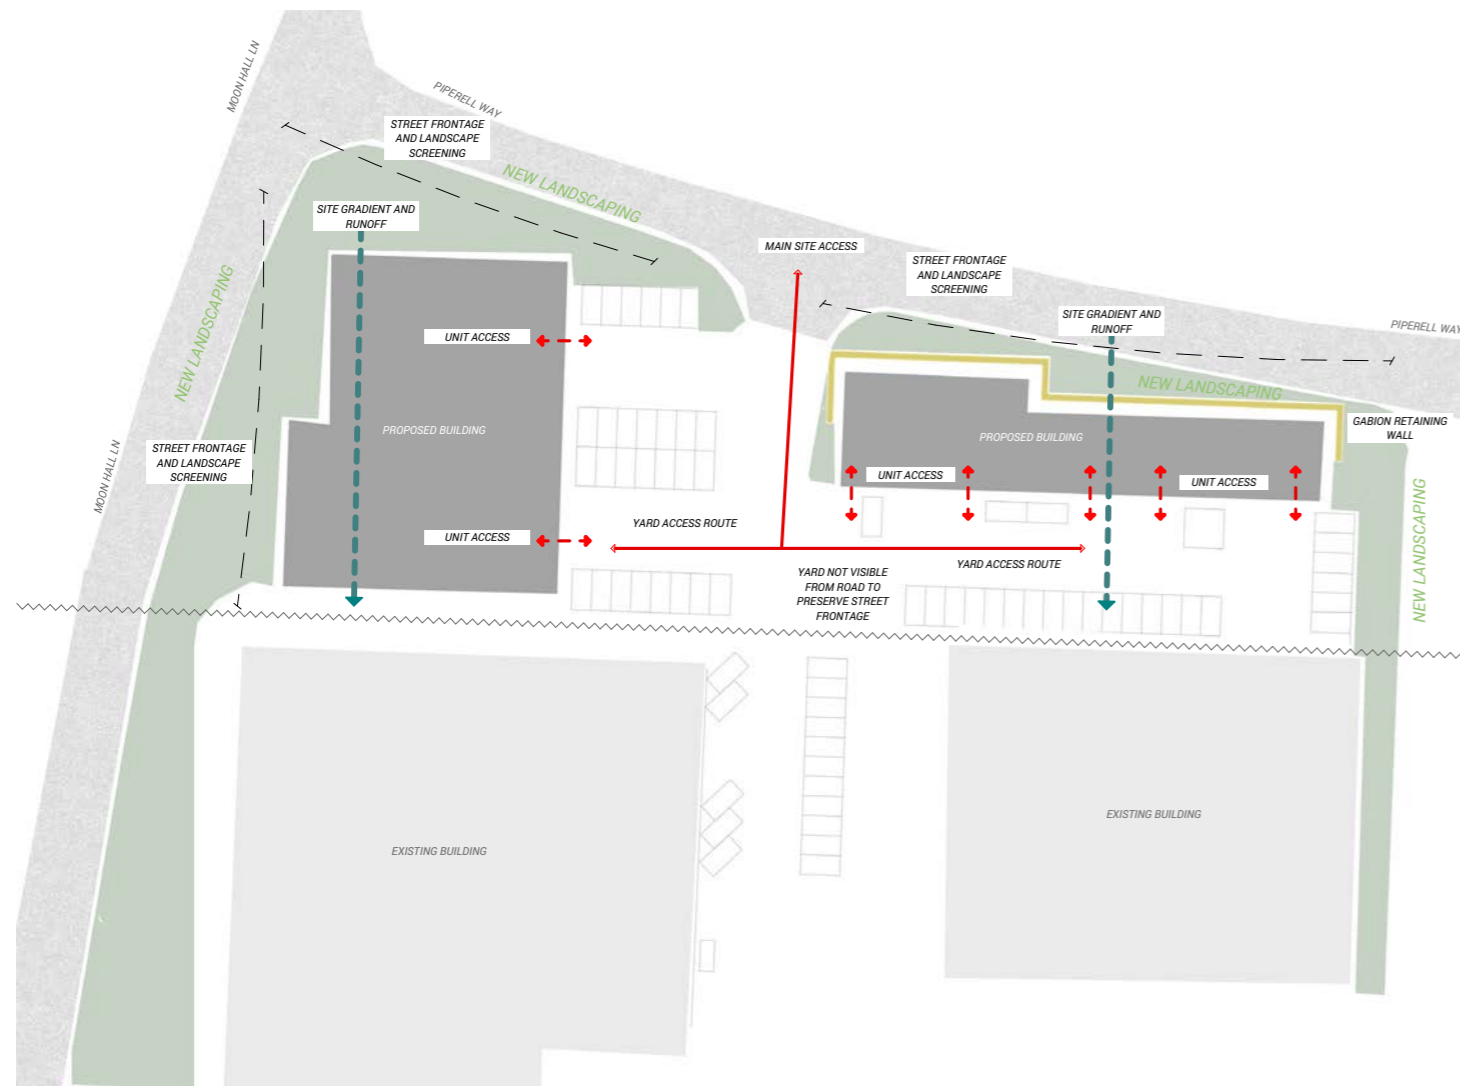 MOON HALL LN
PIPERELL WAY
STREET FRONTAGE
AND LANDSCAPE
SCREENING
NEW LANDSCAPING
SITE GRADIENT AND
RUNOFF
MAIN SITE ACCESS
STREET FRONTAGE
AND LANDSCAPE
SCREENING
SITE GRADIENT AND
RUNOFF
PIPERELL WAY
NEW LANDSCAPING
UNIT ACCESS
NEW LANDSCAPING
GABION RETAINING
WALL
PROPOSED BUILDING
PROPOSED BUILDING
STREET FRONTAGE
AND LANDSCAPE
SCREENING
MOON HALL LN
UNIT ACCESS
UNIT ACCESS
NEW LANDSCAPING
YARD ACCESS ROUTE
UNIT ACCESS
YARD ACCESS ROUTE
YARD NOT VISIBLE
FROM ROAD TO
PRESERVE STREET
FRONTAGE
EXISTING BUILDING
EXISTING BUILDING